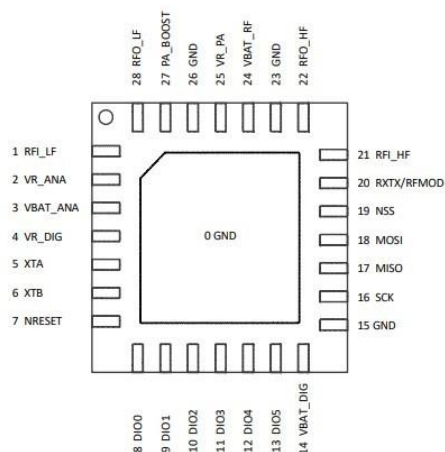 28 RFO_LF
27 PA_BOOST
26 GND
25 VR_PA
24 VBAT_RF
23 GND
22 RFO_HF
1 RFI_LF
2 VR_ANA
3 VBAT_ANA
4 VR_DIG
5 XTA
6 XTB
7 NRESET
0 GND
21 RFI_HF
20 RXTX/RFMOD
19 NSS
18 MOSI
17 MISO
16 SCK
15 GND
8 DIO0
9 DIO1
10 DIO2
11 DIO3
12 DIO4
13 DIO5
14 VBAT_DIG